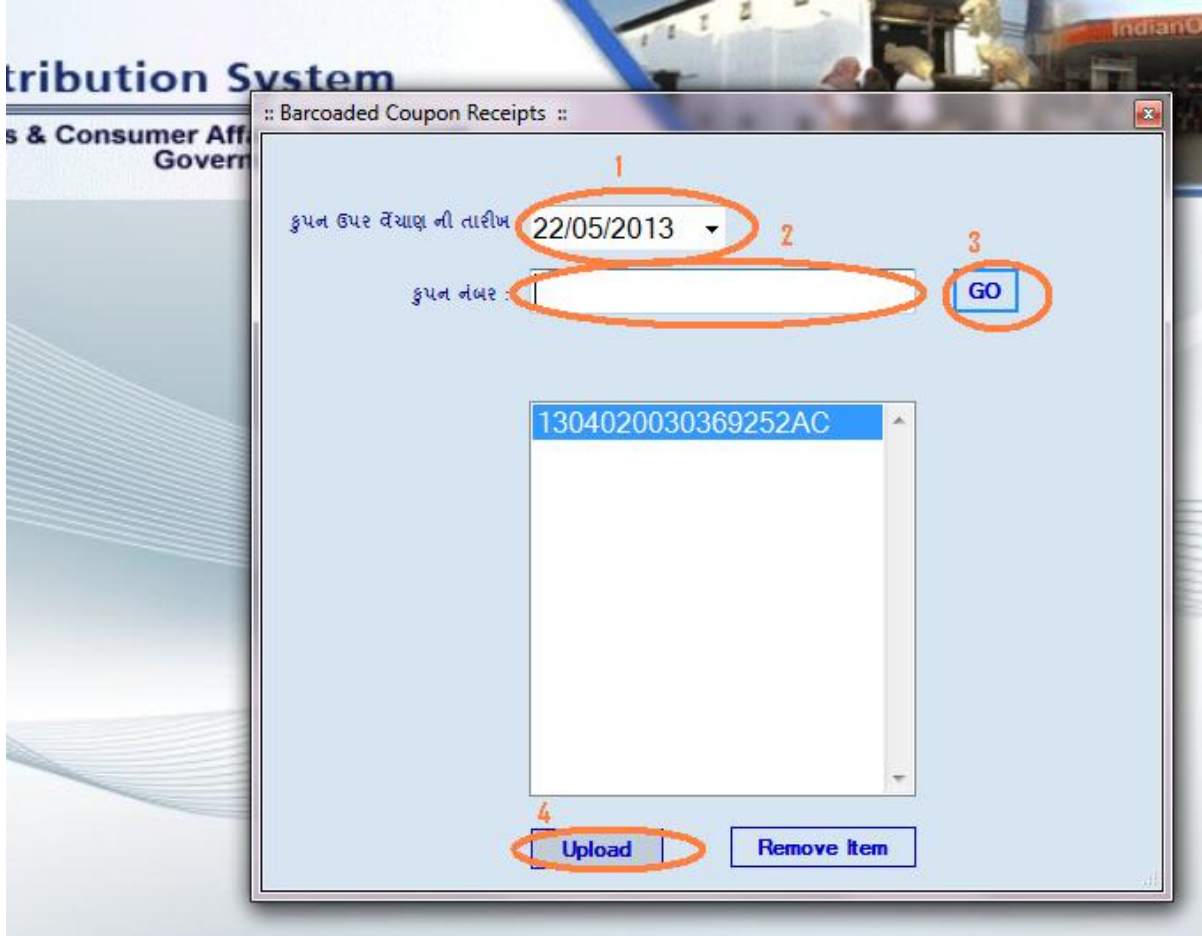 tribution System
IndianO
:: Barcoaded Coupon Receipts ::
s & Consumer Aff
Govern
1
કુપન ઉપર વેંચાણ ની તારીખ
22/05/2013
2
3
કુપન નંબર :
GO
1304020030369252AC
4
Upload
Remove Item